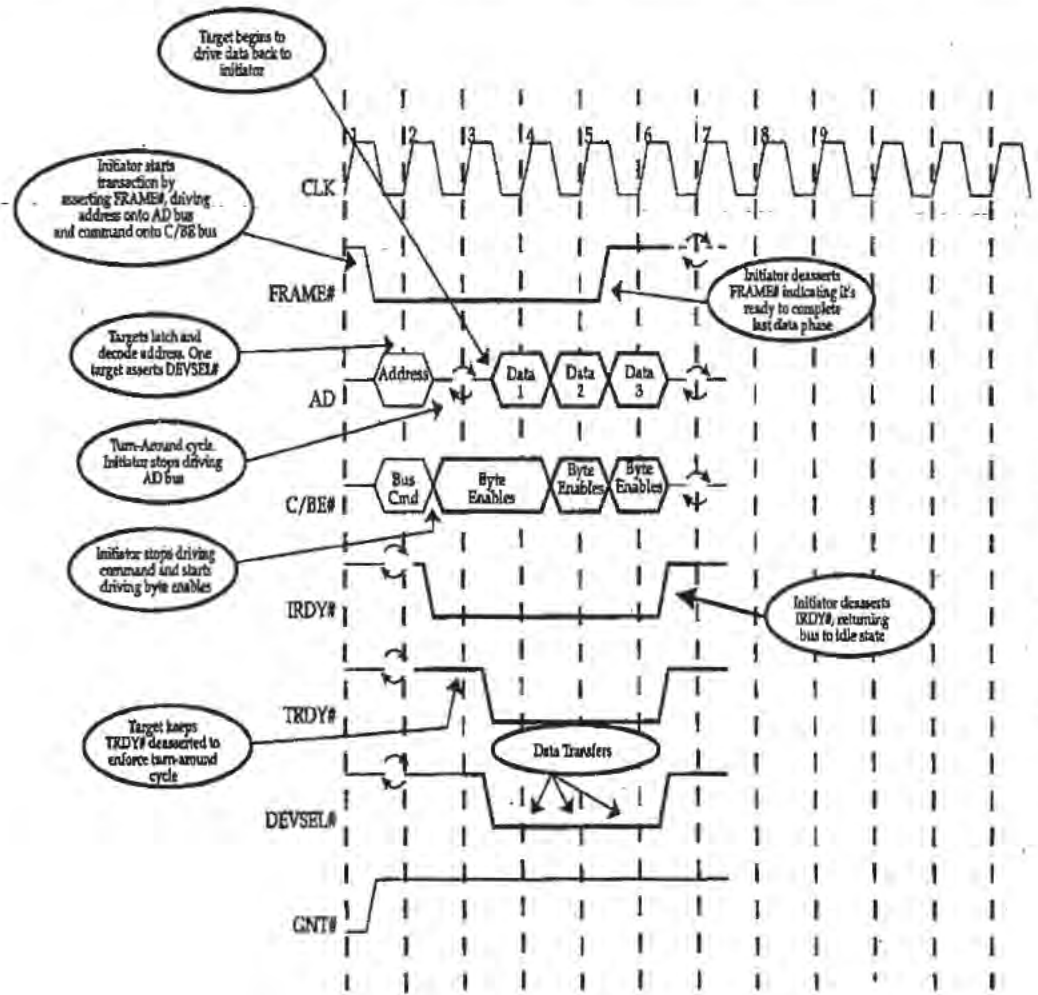 Target begins to
drive data back to
initiator
1 2 3 4 5 6 7 8 9
CLK
Initiator starts
transaction by
asserting FRAME#, driving
address onto AD bus
and command onto C/BE bus
FRAME#
Initiator deasserts
FRAME# indicating it's
ready to complete
last data phase
Targets latch and
decode address. One
target asserts DEVSEL#
AD
Address
Data
1
Data
2
Data
3
Turn-Around cycle.
Initiator stops driving
AD bus
C/BE#
Bus
Cmd
Byte
Enables
Byte
Enables
Byte
Enables
Initiator stops driving
command and starts
driving byte enables
IRDY#
Initiator deasserts
IRDY#, returning
bus to idle state
TRDY#
Target keeps
TRDY# deasserted to
enforce turn-around
cycle
Data Transfers
DEVSEL#
GNT#